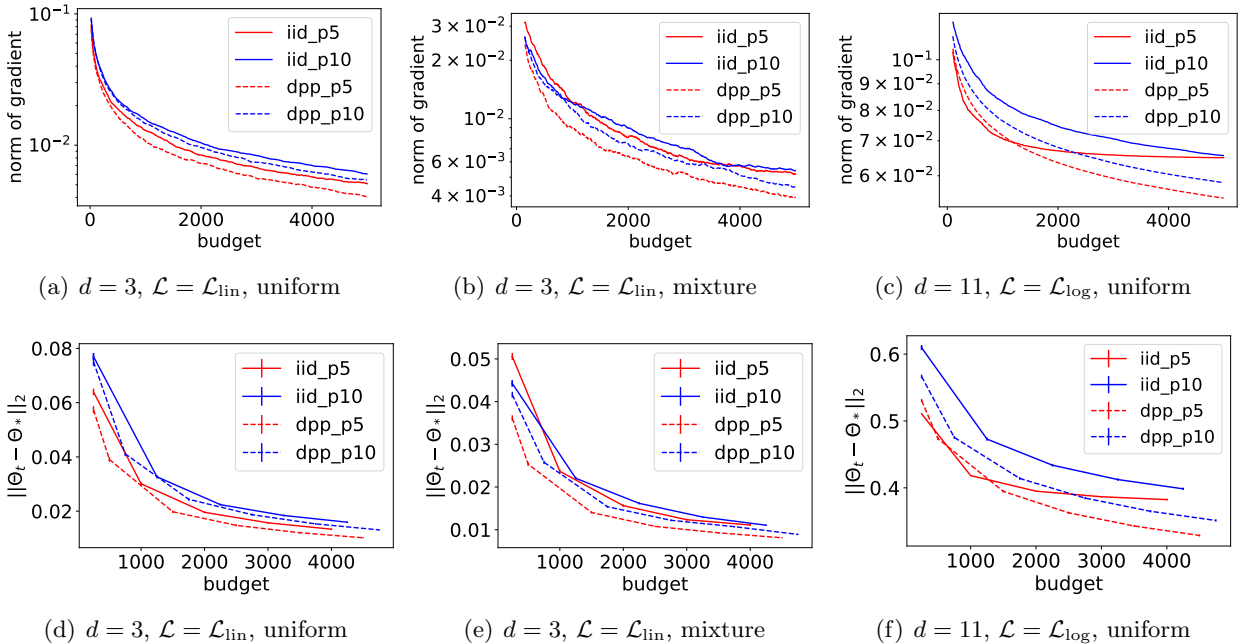 10⁻¹
10⁻²
norm of gradient
0
2000
4000
budget
iid_p5
iid_p10
dpp_p5
dpp_p10
(a) d = 3, ℒ = ℒ_lin, uniform
3 × 10⁻²
2 × 10⁻²
10⁻²
6 × 10⁻³
4 × 10⁻³
norm of gradient
0
2000
4000
budget
iid_p5
iid_p10
dpp_p5
dpp_p10
(b) d = 3, ℒ = ℒ_lin, mixture
10⁻¹
9 × 10⁻²
8 × 10⁻²
7 × 10⁻²
6 × 10⁻²
norm of gradient
0
2000
4000
budget
iid_p5
iid_p10
dpp_p5
dpp_p10
(c) d = 11, ℒ = ℒ_log, uniform
0.08
0.06
0.04
0.02
||Θ_t − Θ_*||₂
1000
2000
3000
4000
budget
iid_p5
iid_p10
dpp_p5
dpp_p10
(d) d = 3, ℒ = ℒ_lin, uniform
0.05
0.04
0.03
0.02
0.01
||Θ_t − Θ_*||₂
1000
2000
3000
4000
budget
iid_p5
iid_p10
dpp_p5
dpp_p10
(e) d = 3, ℒ = ℒ_lin, mixture
0.6
0.5
0.4
||Θ_t − Θ_*||₂
1000
2000
3000
4000
budget
iid_p5
iid_p10
dpp_p5
dpp_p10
(f) d = 11, ℒ = ℒ_log, uniform